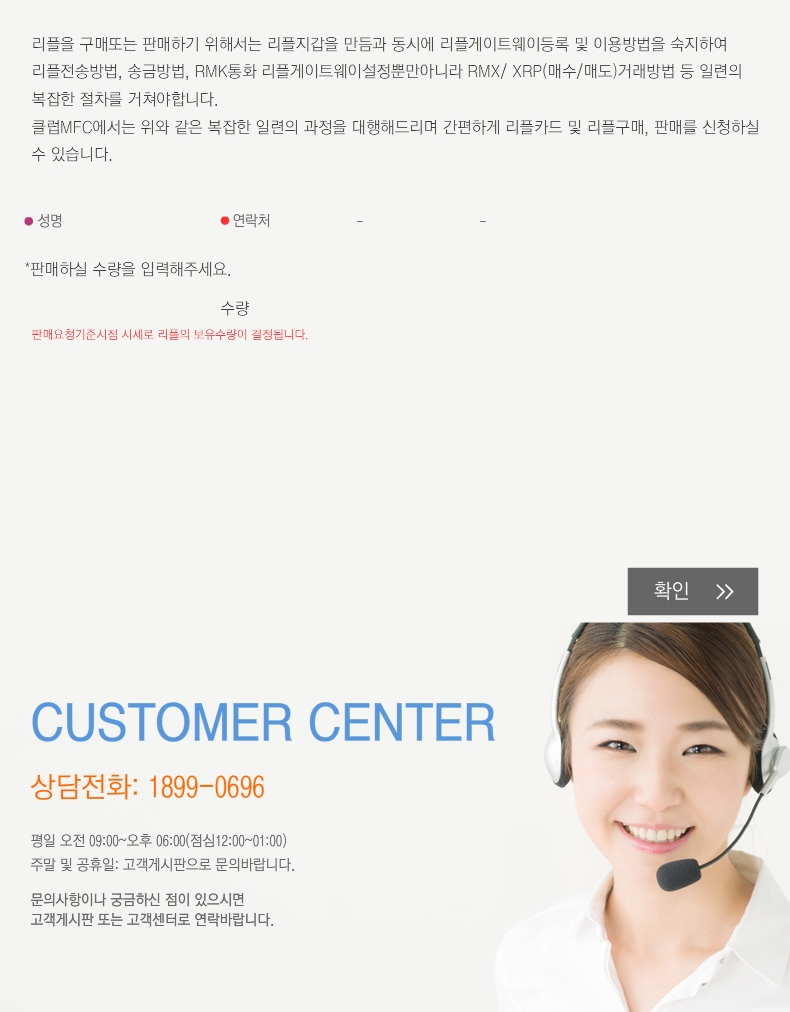 리플을 구매또는 판매하기 위해서는 리플지갑을 만듬과 동시에 리플게이트웨이등록 및 이용방법을 숙지하여
리플전송방법, 송금방법, RMK통화 리플게이트웨이설정뿐만아니라 RMX/ XRP(매수/매도)거래방법 등 일련의
복잡한 절차를 거쳐야합니다.
클럽MFC에서는 위와 같은 복잡한 일련의 과정을 대행해드리며 간편하게 리플카드 및 리플구매, 판매를 신청하실
수 있습니다.
● 성명 ● 연락처 - -
*판매하실 수량을 입력해주세요.
수량
판매요청기준시점 시세로 리플의 보유수량이 결정됩니다.
확인 »
CUSTOMER CENTER
상담전화: 1899-0696
평일 오전 09:00~오후 06:00(점심12:00~01:00)
주말 및 공휴일: 고객게시판으로 문의바랍니다.
문의사항이나 궁금하신 점이 있으시면
고객게시판 또는 고객센터로 연락바랍니다.